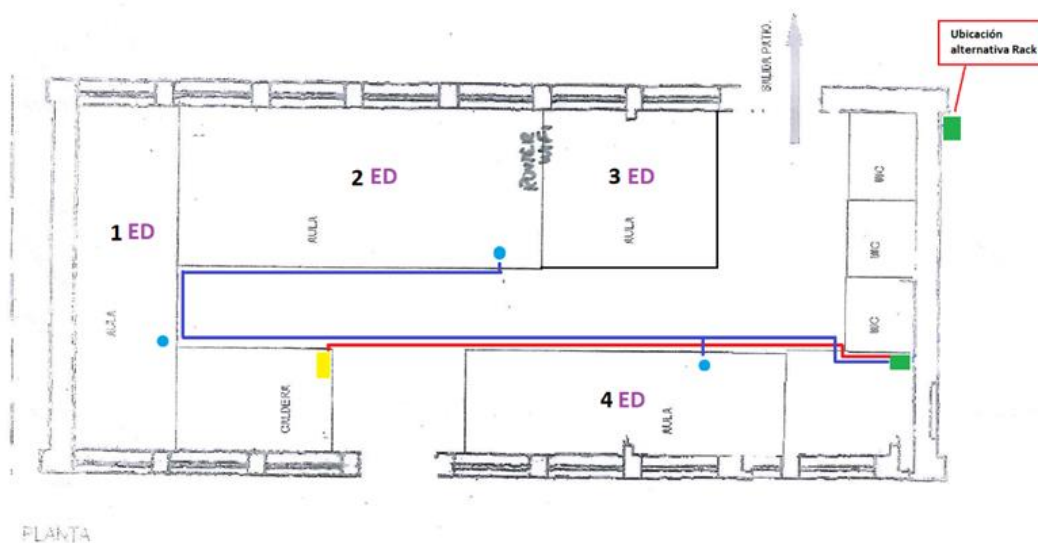 Ubicación
alternativa Rack
SALIDA PATIO.
ROUTER
WIFI
2 ED
3 ED
WC
1 ED
AULA
AULA
WC
AULA
WC
4 ED
CALDERA
AULA
PLANTA